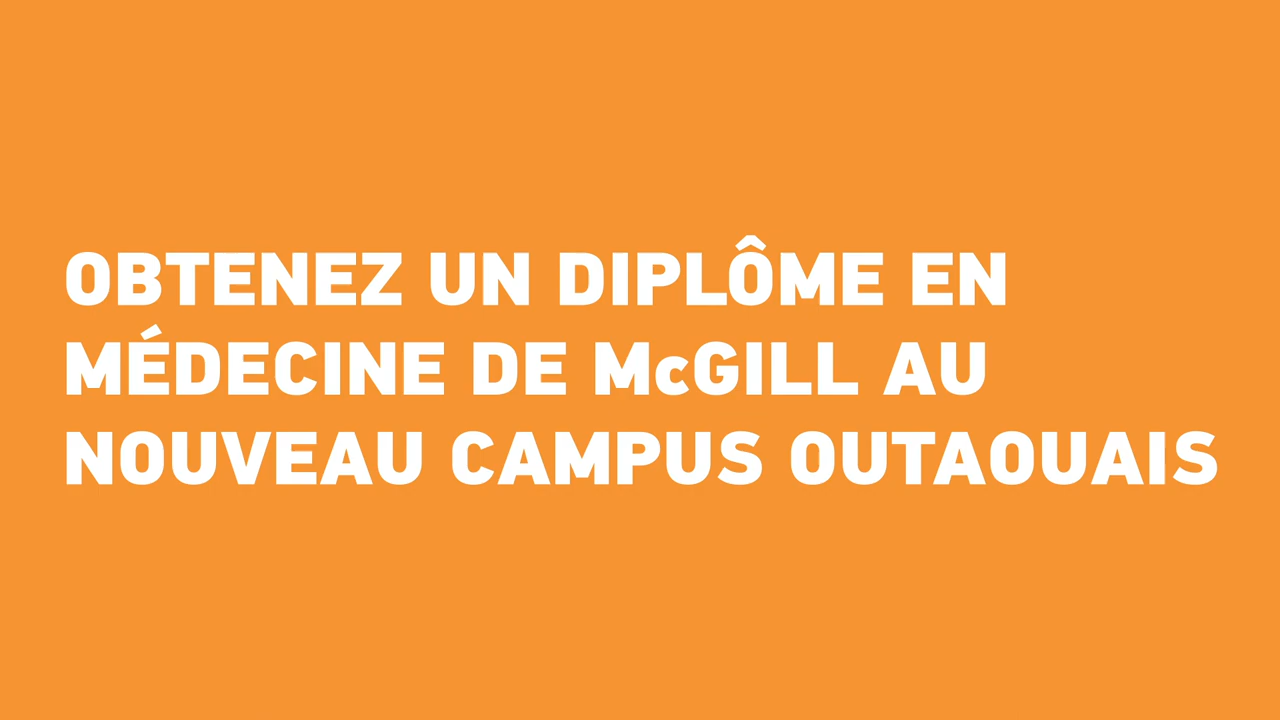 OBTENEZ UN DIPLÔME EN
MÉDECINE DE McGILL AU
NOUVEAU CAMPUS OUTAOUAIS